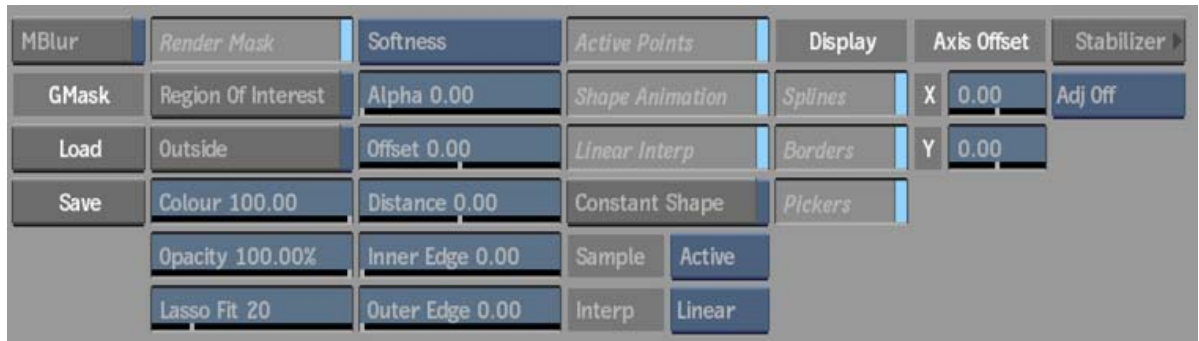 MBlur Render Mask Softness Active Points Display Axis Offset Stabilizer
GMask Region Of Interest Alpha 0.00 Shape Animation Splines X 0.00 Adj Off
Load Outside Offset 0.00 Linear Interp Borders Y 0.00
Save Colour 100.00 Distance 0.00 Constant Shape Pickers
Opacity 100.00% Inner Edge 0.00 Sample Active
Lasso Fit 20 Outer Edge 0.00 Interp Linear